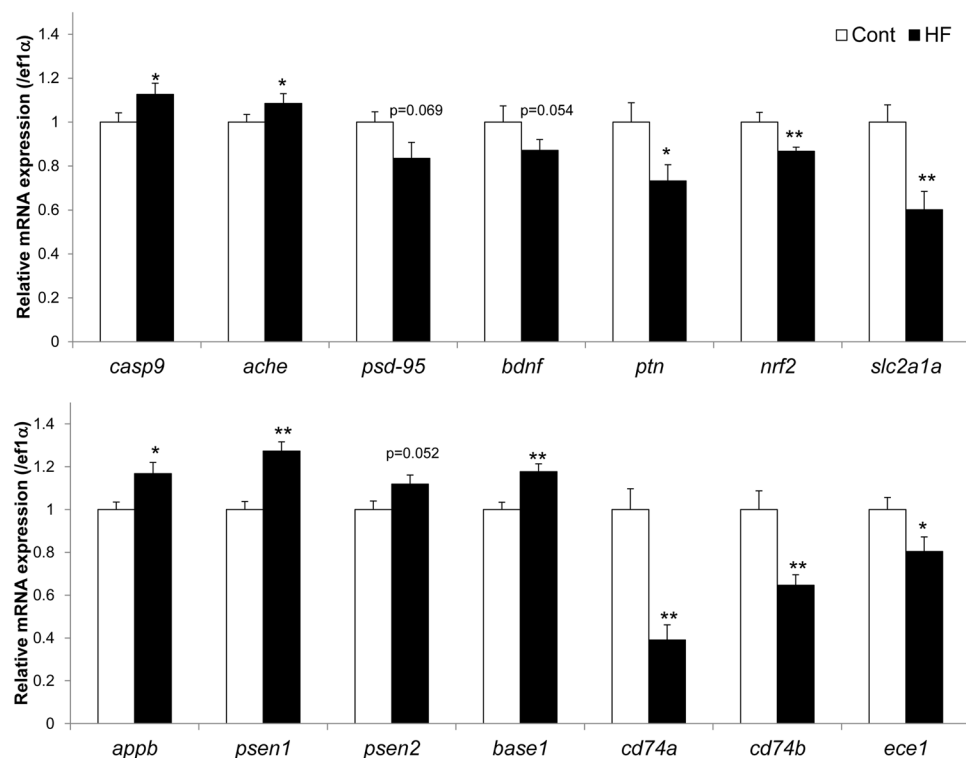 Cont HF
Relative mRNA expression (/ef1α)
1.4
1.2
1
0.8
0.6
0.4
0.2
0
* * p=0.069 p=0.054 * ** **
casp9 ache psd-95 bdnf ptn nrf2 slc2a1a
Relative mRNA expression (/ef1α)
1.4
1.2
1
0.8
0.6
0.4
0.2
0
* ** p=0.052 ** ** ** *
appb psen1 psen2 base1 cd74a cd74b ece1